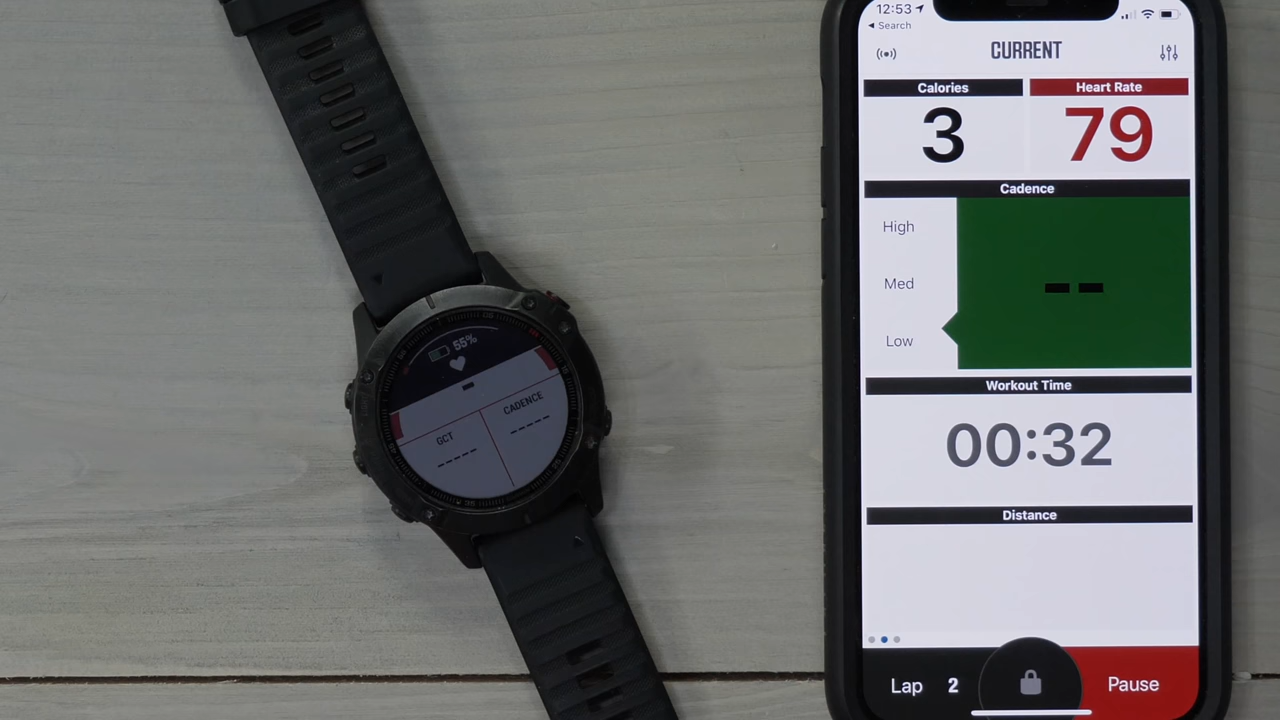 55%
GCT
CADENCE
12:53
Search
CURRENT
Calories
Heart Rate
3
79
Cadence
High
Med
Low
-- 
Workout Time
00:32
Distance
Lap 2
Pause